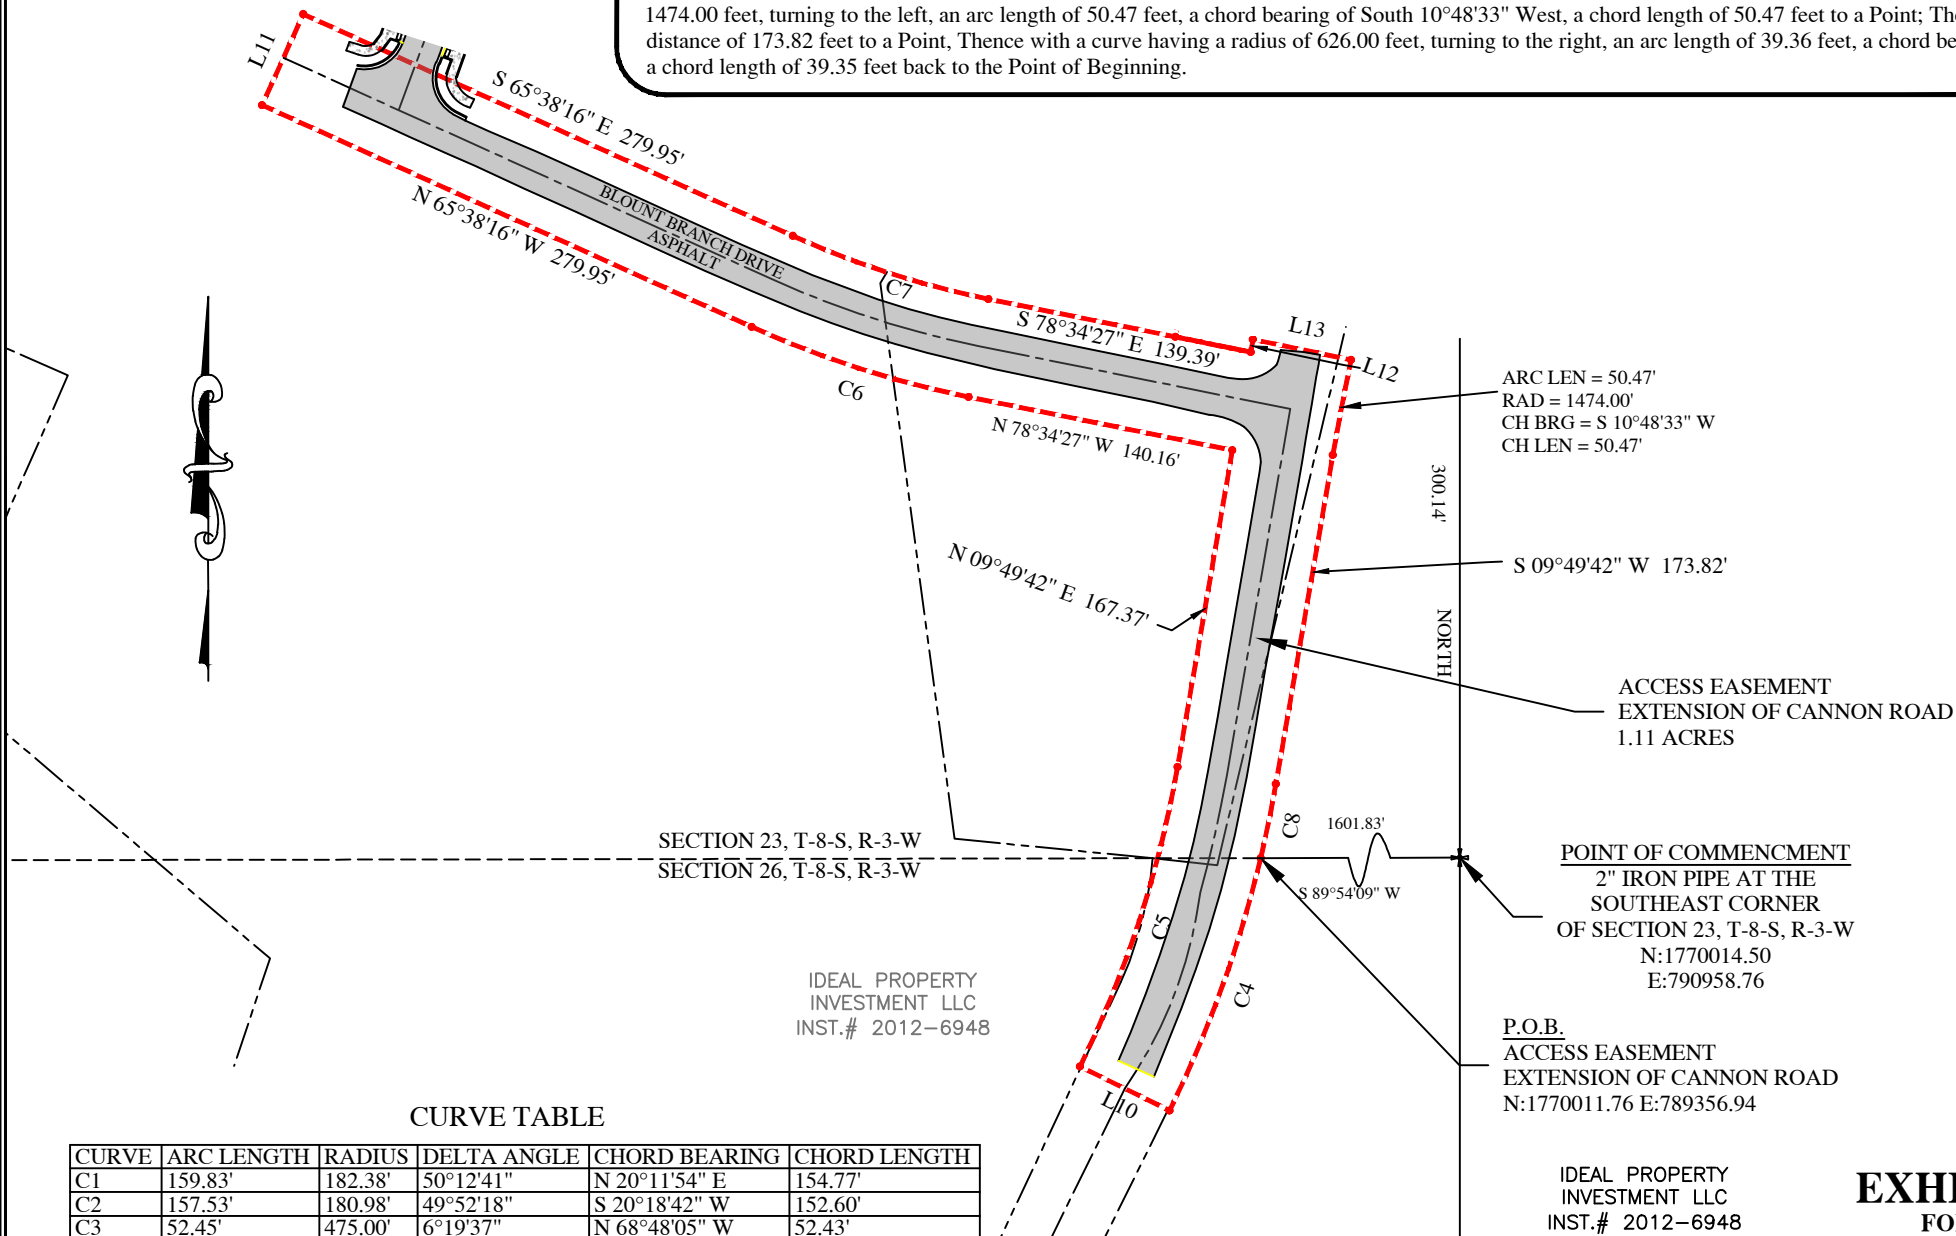 1474.00 feet, turning to the left, an arc length of 50.47 feet, a chord bearing of South 10°48'33" West, a chord length of 50.47 feet to a Point; The
distance of 173.82 feet to a Point, Thence with a curve having a radius of 626.00 feet, turning to the right, an arc length of 39.36 feet, a chord be
a chord length of 39.35 feet back to the Point of Beginning.
L11
S 65°38'16" E 279.95'
BLOUNT BRANCH DRIVE
ASPHALT
N 65°38'16" W 279.95'
C7
S 78°34'27" E 139.39'
L13
L12
C6
N 78°34'27" W 140.16'
ARC LEN = 50.47'
RAD = 1474.00'
CH BRG = S 10°48'33" W
CH LEN = 50.47'
300.14'
NORTH
N 09°49'42" E 167.37'
S 09°49'42" W 173.82'
ACCESS EASEMENT
EXTENSION OF CANNON ROAD
1.11 ACRES
C8
1601.83'
S 89°54'09" W
SECTION 23, T-8-S, R-3-W
SECTION 26, T-8-S, R-3-W
POINT OF COMMENCMENT
2" IRON PIPE AT THE
SOUTHEAST CORNER
OF SECTION 23, T-8-S, R-3-W
N:1770014.50
E:790958.76
C5
C4
L10
IDEAL PROPERTY
INVESTMENT LLC
INST.# 2012-6948
P.O.B.
ACCESS EASEMENT
EXTENSION OF CANNON ROAD
N:1770011.76 E:789356.94
CURVE TABLE
CURVE ARC LENGTH RADIUS DELTA ANGLE CHORD BEARING CHORD LENGTH
C1 159.83' 182.38' 50°12'41" N 20°11'54" E 154.77'
C2 157.53' 180.98' 49°52'18" S 20°18'42" W 152.60'
C3 52.45' 475.00' 6°19'37" N 68°48'05" W 52.43'
IDEAL PROPERTY
INVESTMENT LLC
INST.# 2012-6948
EXHI
FO